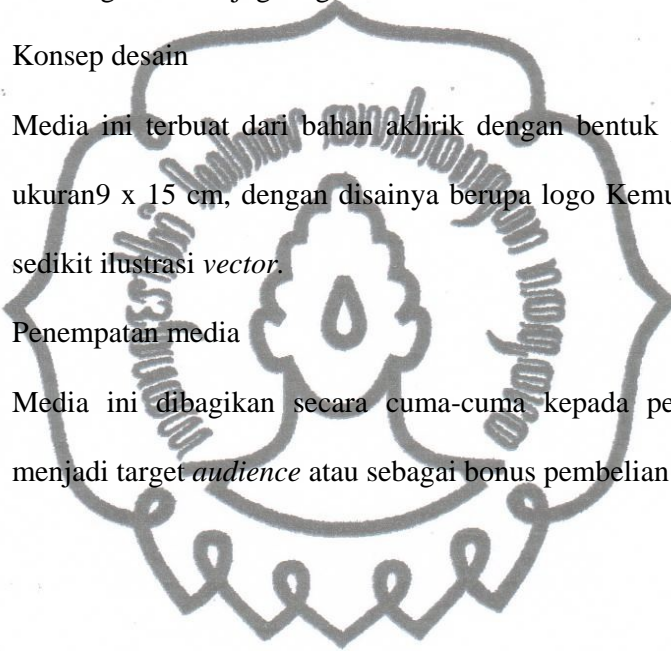 Konsep desain
Media ini terbuat dari bahan aklirik dengan bentuk
ukuran9 x 15 cm, dengan disainya berupa logo Kemu
sedikit ilustrasi vector.
Penempatan media
Media ini dibagikan secara cuma-cuma kepada pe
menjadi target audience atau sebagai bonus pembelian